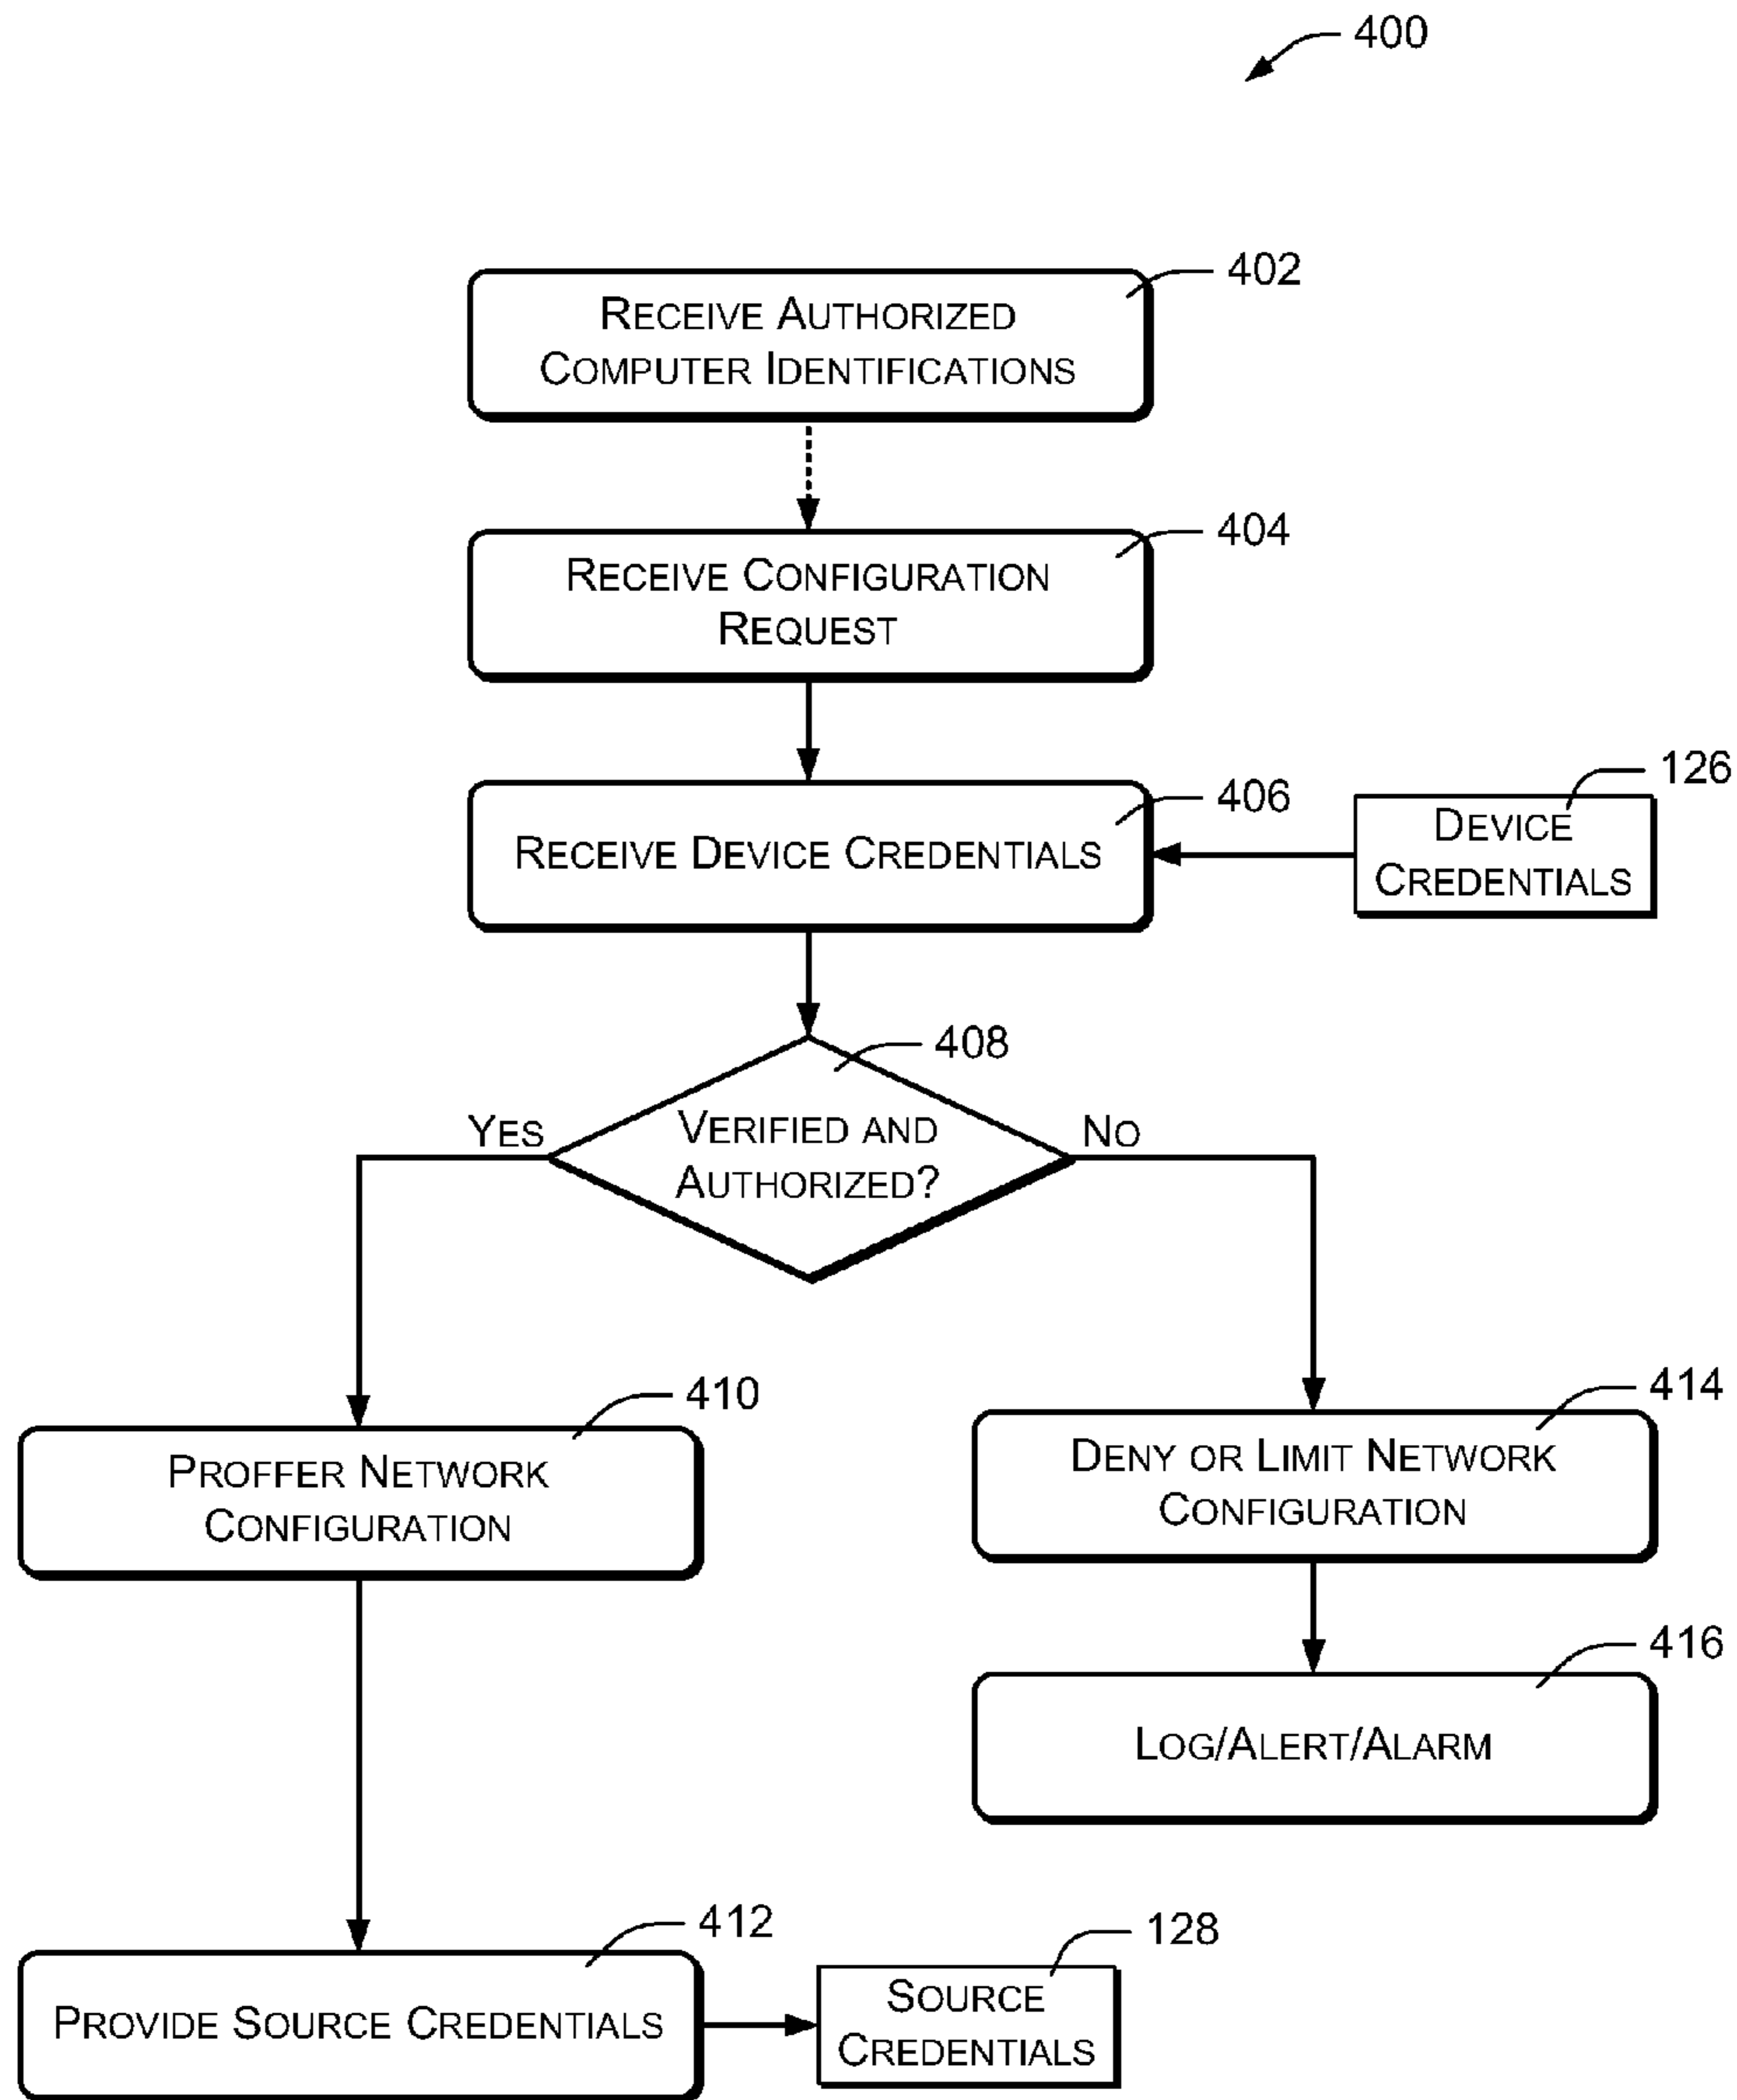 400
402
RECEIVE AUTHORIZED
COMPUTER IDENTIFICATIONS
404
RECEIVE CONFIGURATION
REQUEST
406
RECEIVE DEVICE CREDENTIALS
126
DEVICE
CREDENTIALS
408
VERIFIED AND
AUTHORIZED?
YES
NO
410
PROFFER NETWORK
CONFIGURATION
414
DENY OR LIMIT NETWORK
CONFIGURATION
416
LOG/ALERT/ALARM
412
PROVIDE SOURCE CREDENTIALS
128
SOURCE
CREDENTIALS